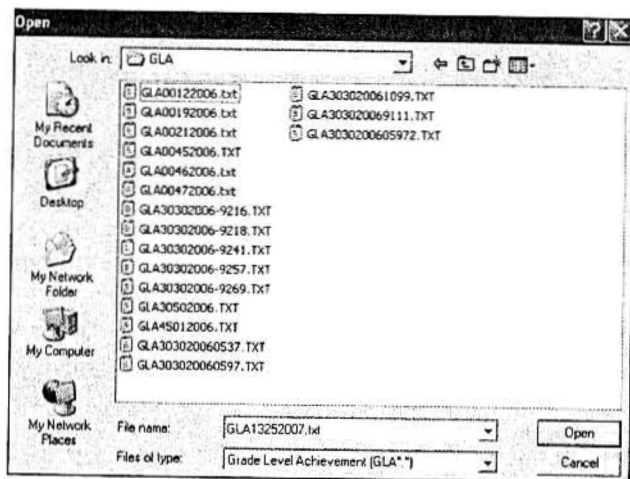 Open
Look in: GLA
My Recent
Documents
Desktop
My Network
Folder
My Computer
My Network
Places
GLA00122006.txt
GLA00192006.txt
GLA00212006.txt
GLA00452006.TXT
GLA00462006.txt
GLA00472006.txt
GLA30302006-9216.TXT
GLA30302006-9218.TXT
GLA30302006-9241.TXT
GLA30302006-9257.TXT
GLA30302006-9269.TXT
GLA30502006.TXT
GLA45012006.TXT
GLA303020060537.TXT
GLA303020060597.TXT
GLA303020061099.TXT
GLA303020069111.TXT
GLA3030200605972.TXT
File name: GLA13252007.txt
Open
Files of type: Grade Level Achievement (GLA*.*)
Cancel